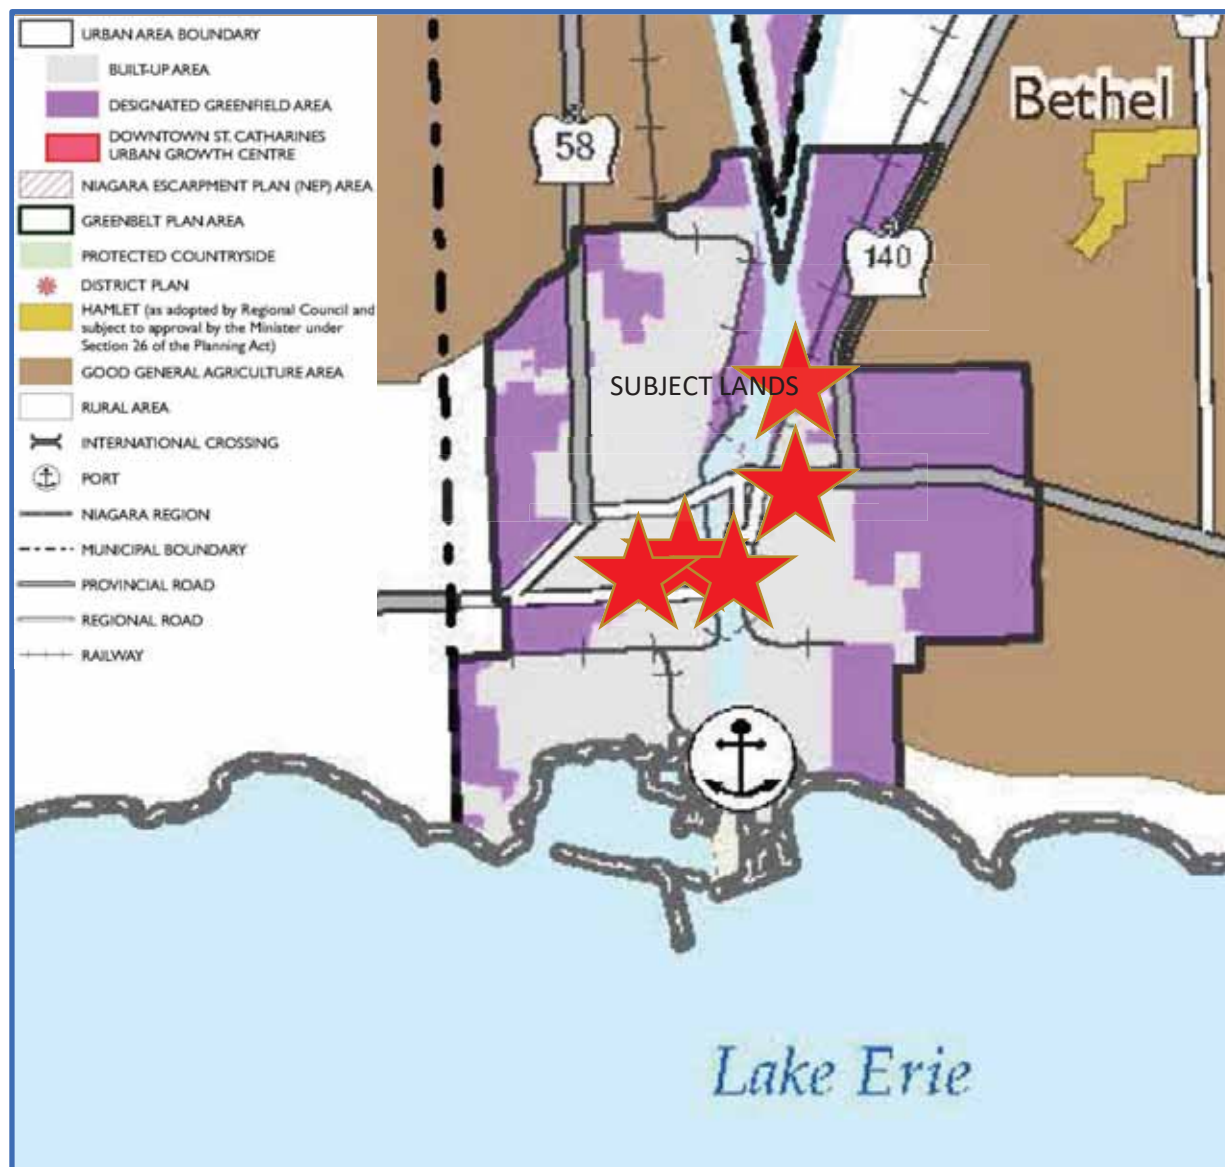 URBAN AREA BOUNDARY
BUILT-UP AREA
DESIGNATED GREENFIELD AREA
DOWNTOWN ST. CATHARINES
URBAN GROWTH CENTRE
NIAGARA ESCARPMENT PLAN (NEP) AREA
GREENBELT PLAN AREA
PROTECTED COUNTRYSIDE
DISTRICT PLAN
HAMLET (as adopted by Regional Council and
subject to approval by the Minister under
Section 26 of the Planning Act)
GOOD GENERAL AGRICULTURE AREA
RURAL AREA
INTERNATIONAL CROSSING
PORT
NIAGARA REGION
MUNICIPAL BOUNDARY
PROVINCIAL ROAD
REGIONAL ROAD
RAILWAY
Bethel
58
140
SUBJECT LANDS
Lake Erie